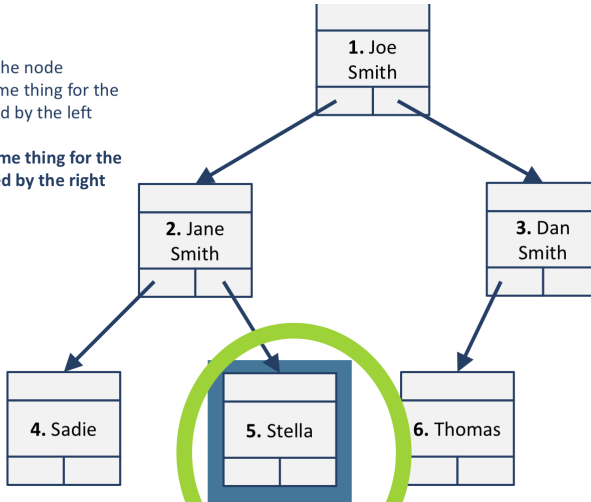 he node
me thing for the
d by the left
me thing for the
ed by the right
1. Joe
Smith
2. Jane
Smith
3. Dan
Smith
4. Sadie
5. Stella
6. Thomas